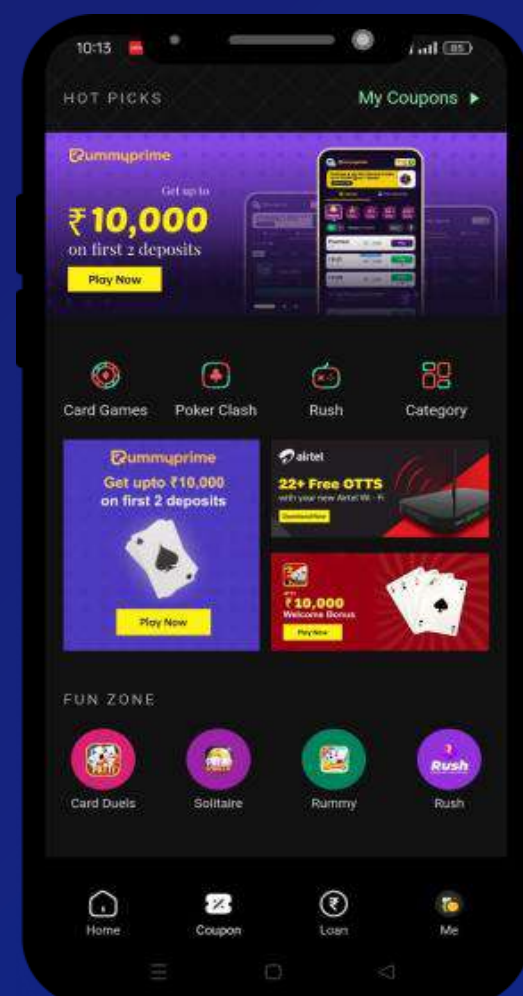 10:13
85
HOT PICKS
My Coupons
Rummyprime
Get up to
₹10,000
on first 2 deposits
Play Now
Card Games
Poker Clash
Rush
Category
Rummyprime
Get upto ₹10,000
on first 2 deposits
Play Now
airtel
22+ Free OTTS
with your new Airtel Wi - Fi
Download Now
₹10,000
Welcome Bonus
Play Now
FUN ZONE
Rush
Card Duels
Solitaire
Rummy
Rush
Home
Coupon
Loan
Me